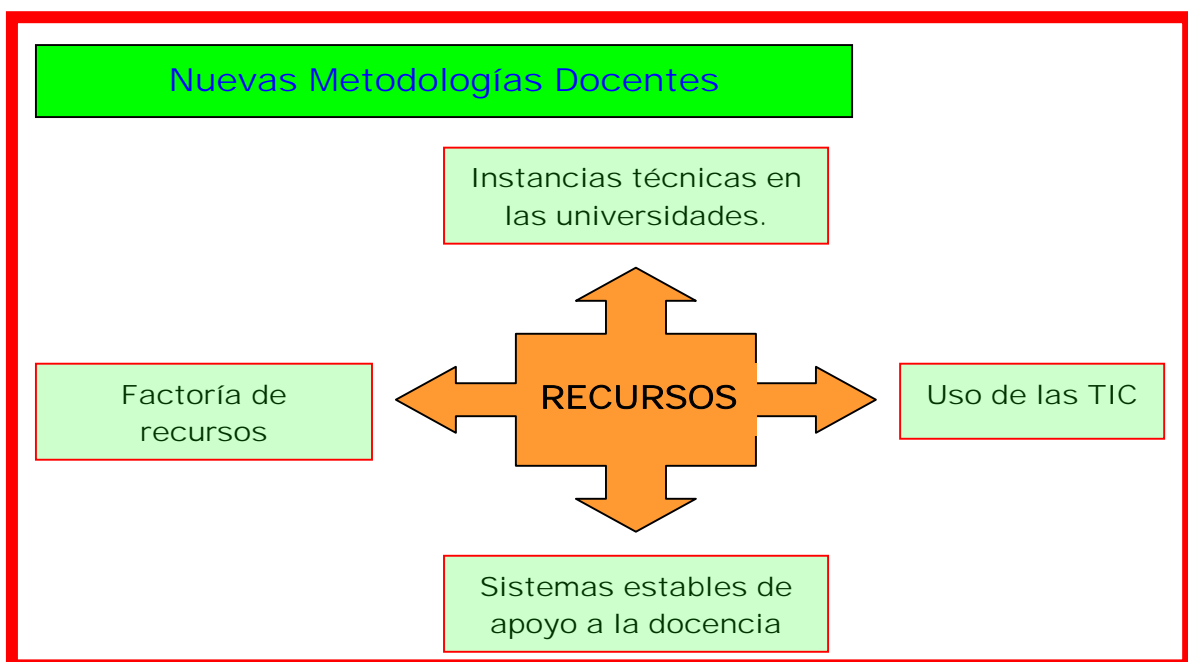 Nuevas Metodologías Docentes
Instancias técnicas en
las universidades.
Factoría de
recursos
RECURSOS
Uso de las TIC
Sistemas estables de
apoyo a la docencia